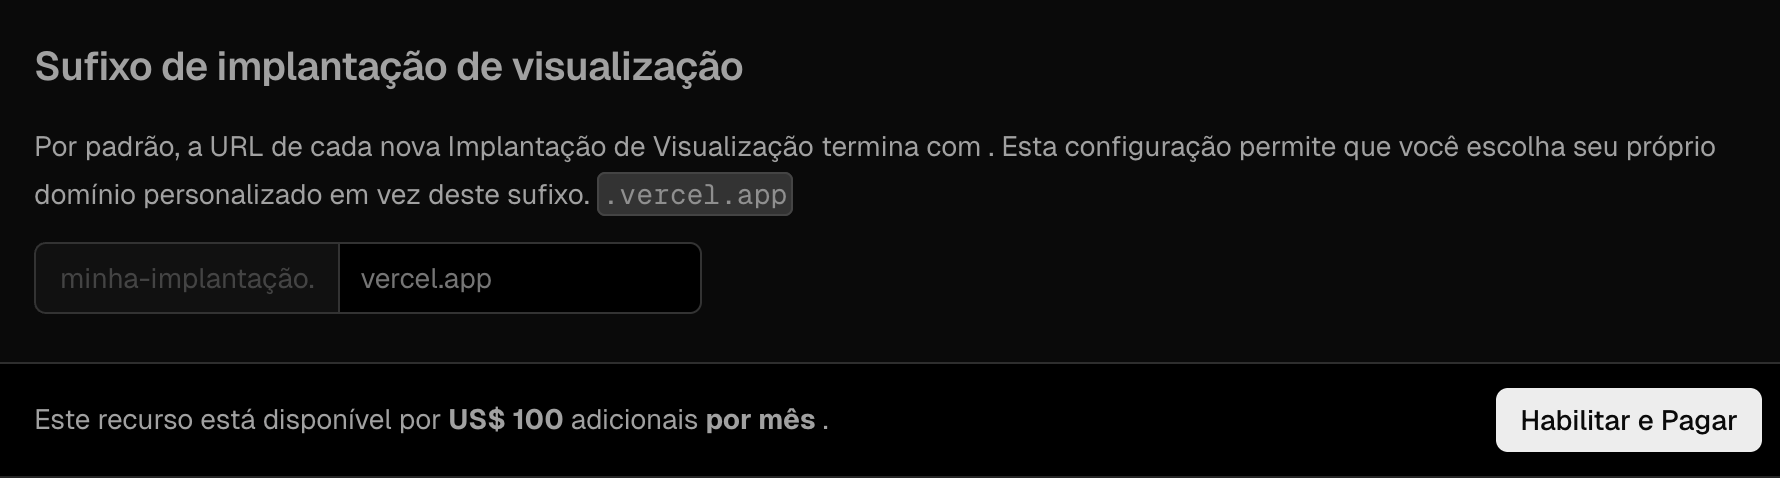 Sufixo de implantação de visualização
Por padrão, a URL de cada nova Implantação de Visualização termina com . Esta configuração permite que você escolha seu próprio
domínio personalizado em vez deste sufixo. .vercel.app
minha-implantação. vercel.app
Este recurso está disponível por US$ 100 adicionais por mês .
Habilitar e Pagar